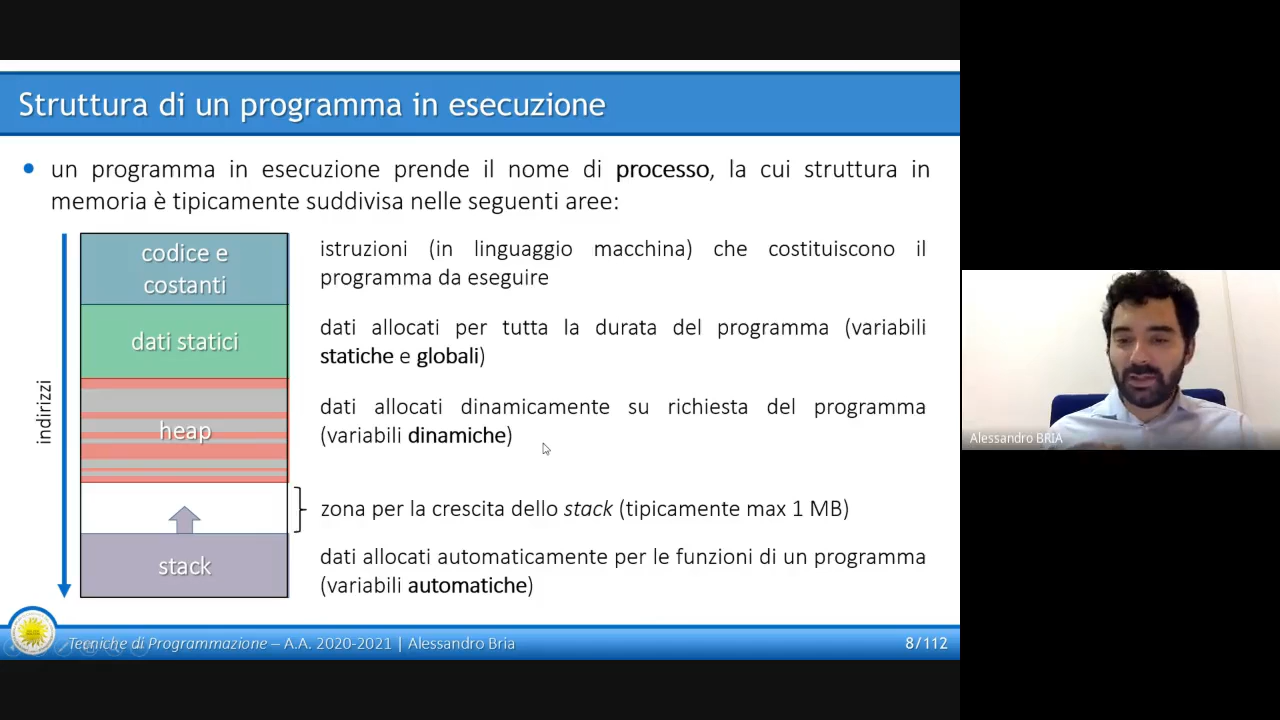 Struttura di un programma in esecuzione
un programma in esecuzione prende il nome di processo, la cui struttura in
memoria è tipicamente suddivisa nelle seguenti aree:
indirizzi
codice e
costanti
istruzioni (in linguaggio macchina) che costituiscono il
programma da eseguire
dati statici
dati allocati per tutta la durata del programma (variabili
statiche e globali)
heap
dati allocati dinamicamente su richiesta del programma
(variabili dinamiche)
zona per la crescita dello stack (tipicamente max 1 MB)
stack
dati allocati automaticamente per le funzioni di un programma
(variabili automatiche)
Tecniche di Programmazione – A.A. 2020-2021 | Alessandro Bria
8/112
Alessandro BRIA